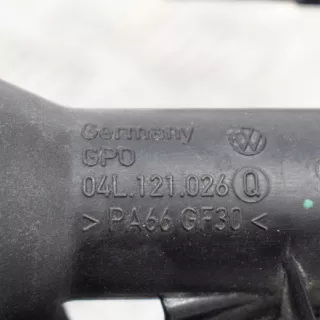 Germany
GPO
04L.121.026 Q
>PA66 GF30<